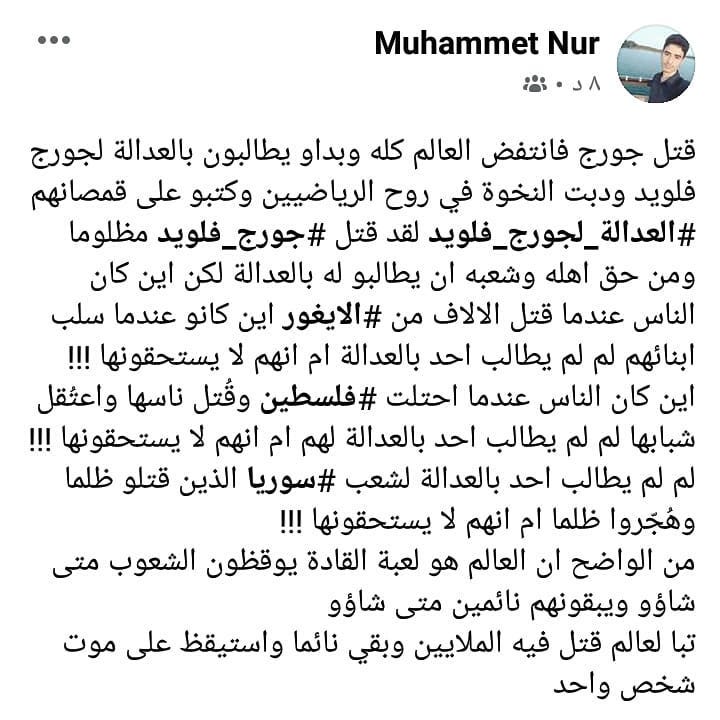 Muhammet Nur
٨ د
قتل جورج فانتفض العالم كله وبداو يطالبون بالعدالة لجورج
فلويد ودبت النخوة في روح الرياضيين وكتبو على قمصانهم
#العدالة_لجورج_فلويد لقد قتل #جورج_فلويد مظلوما
ومن حق اهله وشعبه ان يطالبو له بالعدالة لكن اين كان
الناس عندما قتل الالاف من #الايغور اين كانو عندما سلب
ابنائهم لم لم يطالب احد بالعدالة ام انهم لا يستحقونها !!!
اين كان الناس عندما احتلت #فلسطين وقُتل ناسها واعتُقل
شبابها لم لم يطالب احد بالعدالة لهم ام انهم لا يستحقونها !!!
لم لم يطالب احد بالعدالة لشعب #سوريا الذين قتلو ظلما
وهُجّروا ظلما ام انهم لا يستحقونها !!!
من الواضح ان العالم هو لعبة القادة يوقظون الشعوب متى
شاؤو ويبقونهم نائمين متى شاؤو
تبا لعالم قتل فيه الملايين وبقي نائما واستيقظ على موت
شخص واحد